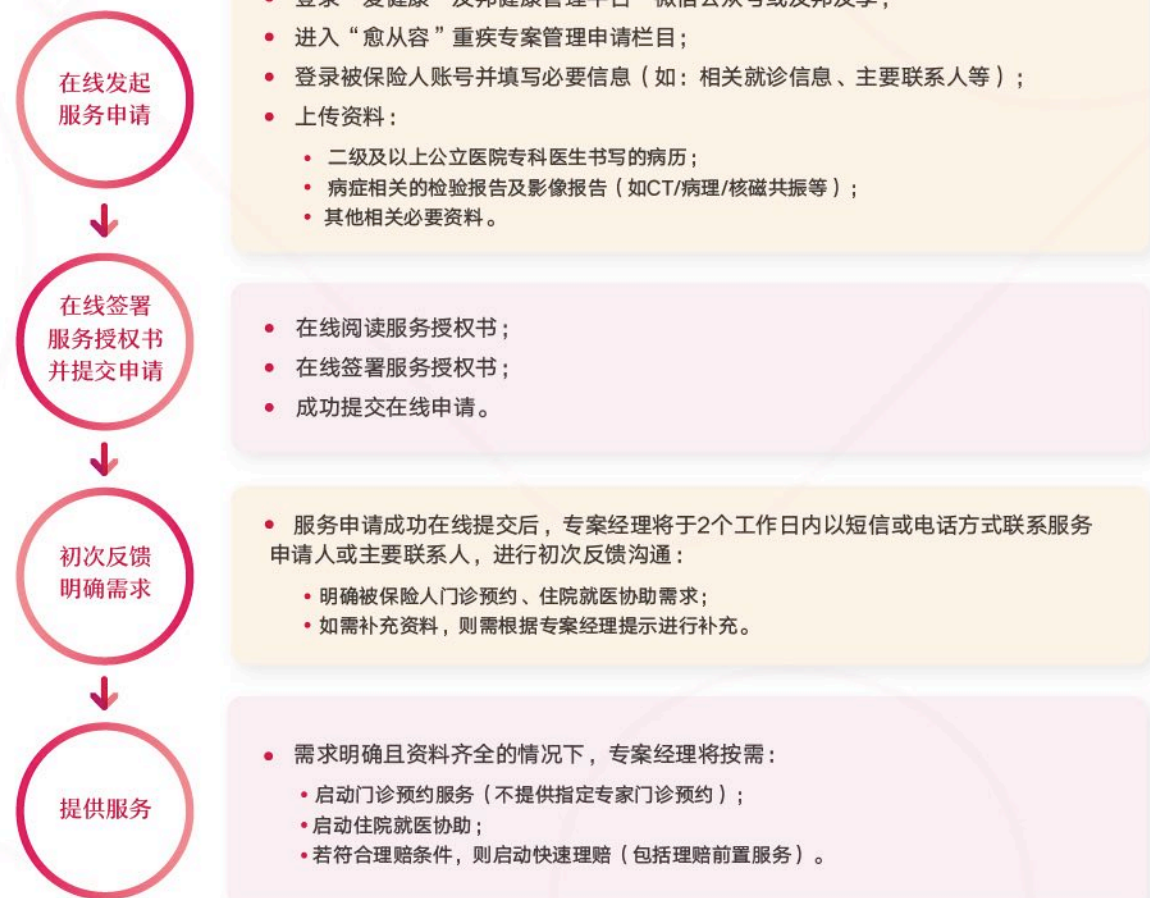 在线发起
服务申请
• 进入“愈从容”重疾专案管理申请栏目；
• 登录被保险人账号并填写必要信息（如：相关就诊信息、主要联系人等）；
• 上传资料：
• 二级及以上公立医院专科医生书写的病历；
• 病症相关的检验报告及影像报告（如CT/病理/核磁共振等）；
• 其他相关必要资料。
在线签署
服务授权书
并提交申请
• 在线阅读服务授权书；
• 在线签署服务授权书；
• 成功提交在线申请。
初次反馈
明确需求
• 服务申请成功在线提交后，专案经理将于2个工作日内以短信或电话方式联系服务
申请人或主要联系人，进行初次反馈沟通：
• 明确被保险人门诊预约、住院就医协助需求；
• 如需补充资料，则需根据专案经理提示进行补充。
提供服务
• 需求明确且资料齐全的情况下，专案经理将按需：
• 启动门诊预约服务（不提供指定专家门诊预约）；
• 启动住院就医协助；
• 若符合理赔条件，则启动快速理赔（包括理赔前置服务）。